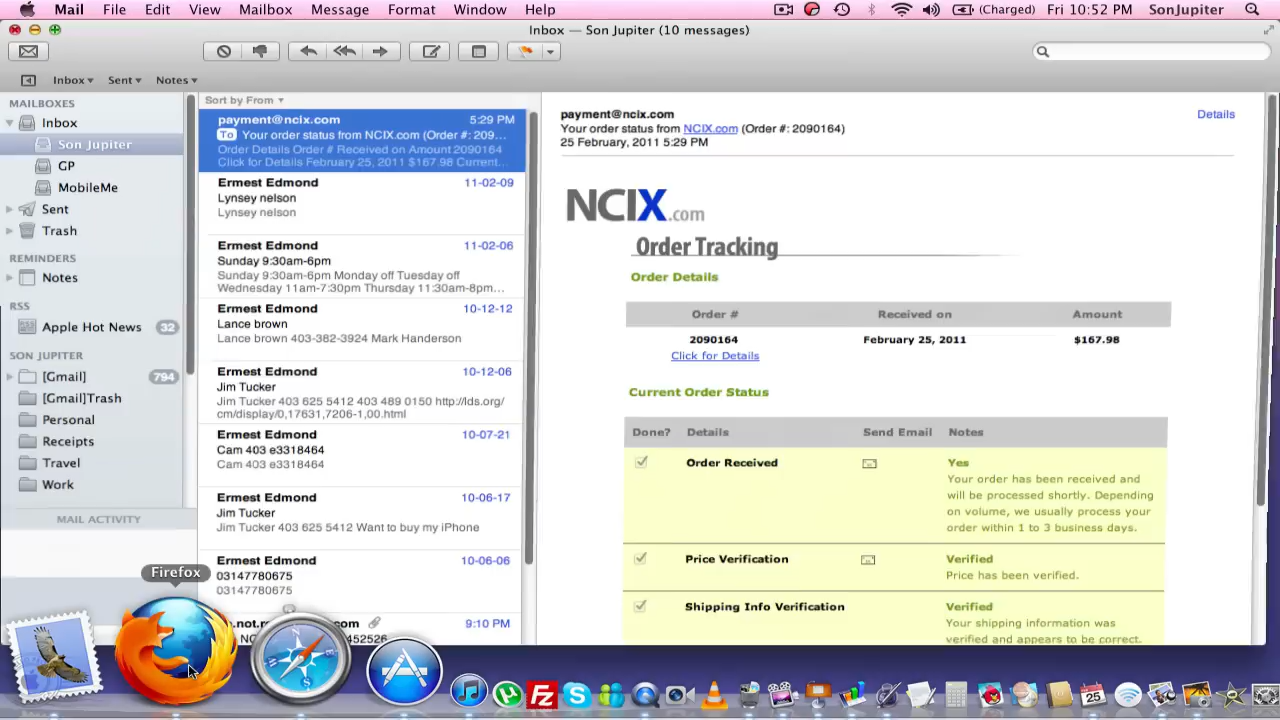 Mail File Edit View Mailbox Message Format Window Help (Charged) Fri 10:52 PM SonJupiter
Inbox — Son Jupiter (10 messages)
Inbox Sent Notes
MAILBOXES
Inbox
Son Jupiter
GP
MobileMe
Sent
Trash
REMINDERS
Notes
RSS
Apple Hot News 32
SON JUPITER
[Gmail] 794
[Gmail]Trash
Personal
Receipts
Travel
Work
MAIL ACTIVITY
Sort by From
payment@ncix.com 5:29 PM
To Your order status from NCIX.com (Order #: 209...
Order Details Order # Received on Amount 2090164
Click for Details February 25, 2011 $167.98 Current...
Ermest Edmond 11-02-09
Lynsey nelson
Lynsey nelson
Ermest Edmond 11-02-06
Sunday 9:30am-6pm
Sunday 9:30am-6pm Monday off Tuesday off
Wednesday 11am-7:30pm Thursday 11:30am-8pm...
Ermest Edmond 10-12-12
Lance brown
Lance brown 403-382-3924 Mark Handerson
Ermest Edmond 10-12-06
Jim Tucker
Jim Tucker 403 625 5412 403 489 0150 http://lds.org/
cm/display/0,17631,7206-1,00.html
Ermest Edmond 10-07-21
Cam 403 e3318464
Cam 403 e3318464
Ermest Edmond 10-06-17
Jim Tucker
Jim Tucker 403 625 5412 Want to buy my iPhone
Ermest Edmond 10-06-06
03147780675
03147780675
9:10 PM
452526
payment@ncix.com Details
Your order status from NCIX.com (Order #: 2090164)
25 February, 2011 5:29 PM
NCIX.com
Order Tracking
Order Details
Order # Received on Amount
2090164 February 25, 2011 $167.98
Click for Details
Current Order Status
Done? Details Send Email Notes
Order Received Yes
Your order has been received and
will be processed shortly. Depending
on volume, we usually process your
order within 1 to 3 business days.
Price Verification Verified
Price has been verified.
Shipping Info Verification Verified
Your shipping information was
verified and appears to be correct.
Firefox
25